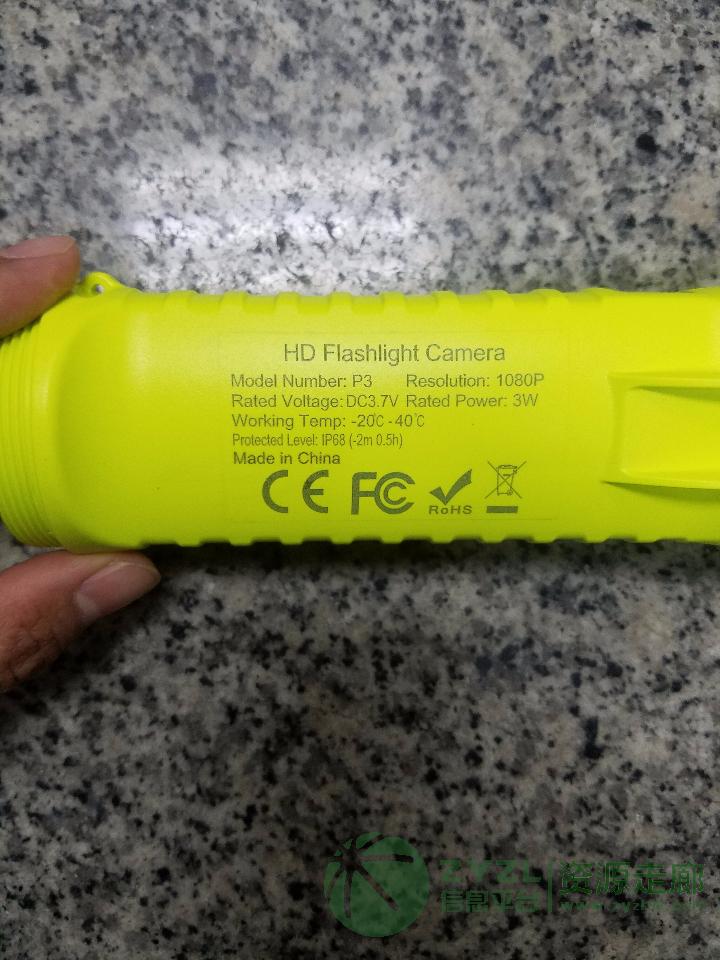 HD Flashlight Camera
Model Number: P3 Resolution: 1080P
Rated Voltage: DC3.7V Rated Power: 3W
Working Temp: -20℃ - 40℃
Protected Level: IP68 (-2m 0.5h)
Made in China
CE FC RoHS
ZYZL 资源走廊
信息平台